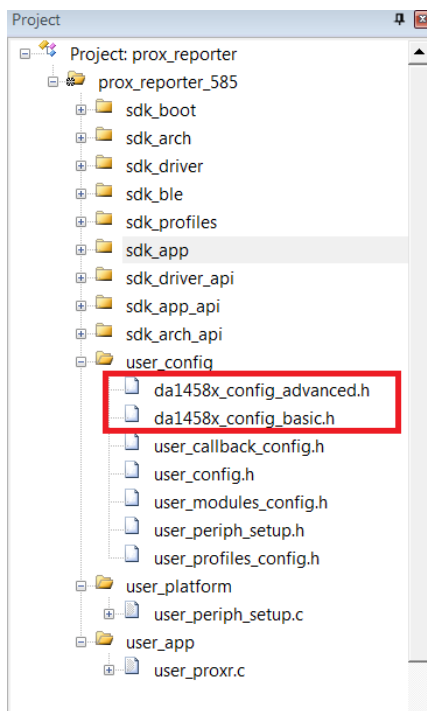 Project
Project: prox_reporter
prox_reporter_585
sdk_boot
sdk_arch
sdk_driver
sdk_ble
sdk_profiles
sdk_app
sdk_driver_api
sdk_app_api
sdk_arch_api
user_config
da1458x_config_advanced.h
da1458x_config_basic.h
user_callback_config.h
user_config.h
user_modules_config.h
user_periph_setup.h
user_profiles_config.h
user_platform
user_periph_setup.c
user_app
user_proxr.c